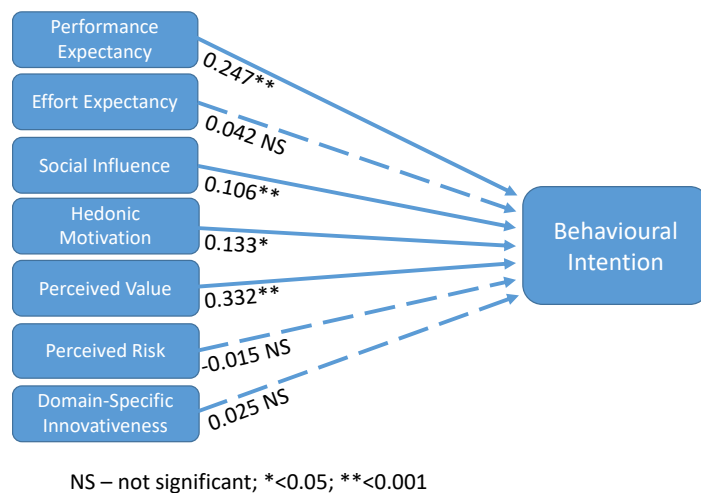 Performance
Expectancy
0.247**
Effort Expectancy
0.042 NS
Social Influence
0.106**
Hedonic
Motivation
0.133*
Perceived Value
0.332**
Perceived Risk
-0.015 NS
Domain-Specific
Innovativeness
0.025 NS
Behavioural
Intention
NS – not significant; *<0.05; **<0.001